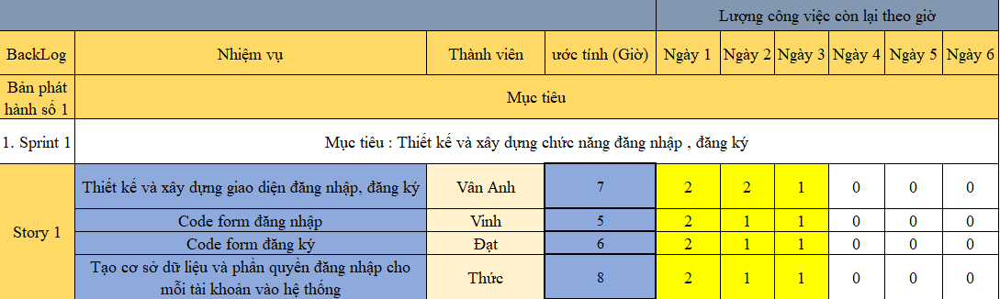 Lượng công việc còn lại theo giờ
BackLog Nhiệm vụ Thành viên ước tính (Giờ) Ngày 1 Ngày 2 Ngày 3 Ngày 4 Ngày 5 Ngày 6
Bản phát
hành số 1
Mục tiêu
1. Sprint 1 Mục tiêu : Thiết kế và xây dựng chức năng đăng nhập , đăng ký
Story 1
Thiết kế và xây dựng giao diện đăng nhập, đăng ký Vân Anh 7 2 2 1 0 0 0
Code form đăng nhập Vinh 5 2 1 1 0 0 0
Code form đăng ký Đạt 6 2 1 1 0 0 0
Tạo cơ sở dữ liệu và phần quyền đăng nhập cho
mỗi tài khoản vào hệ thống
Thức 8 2 1 1 0 0 0